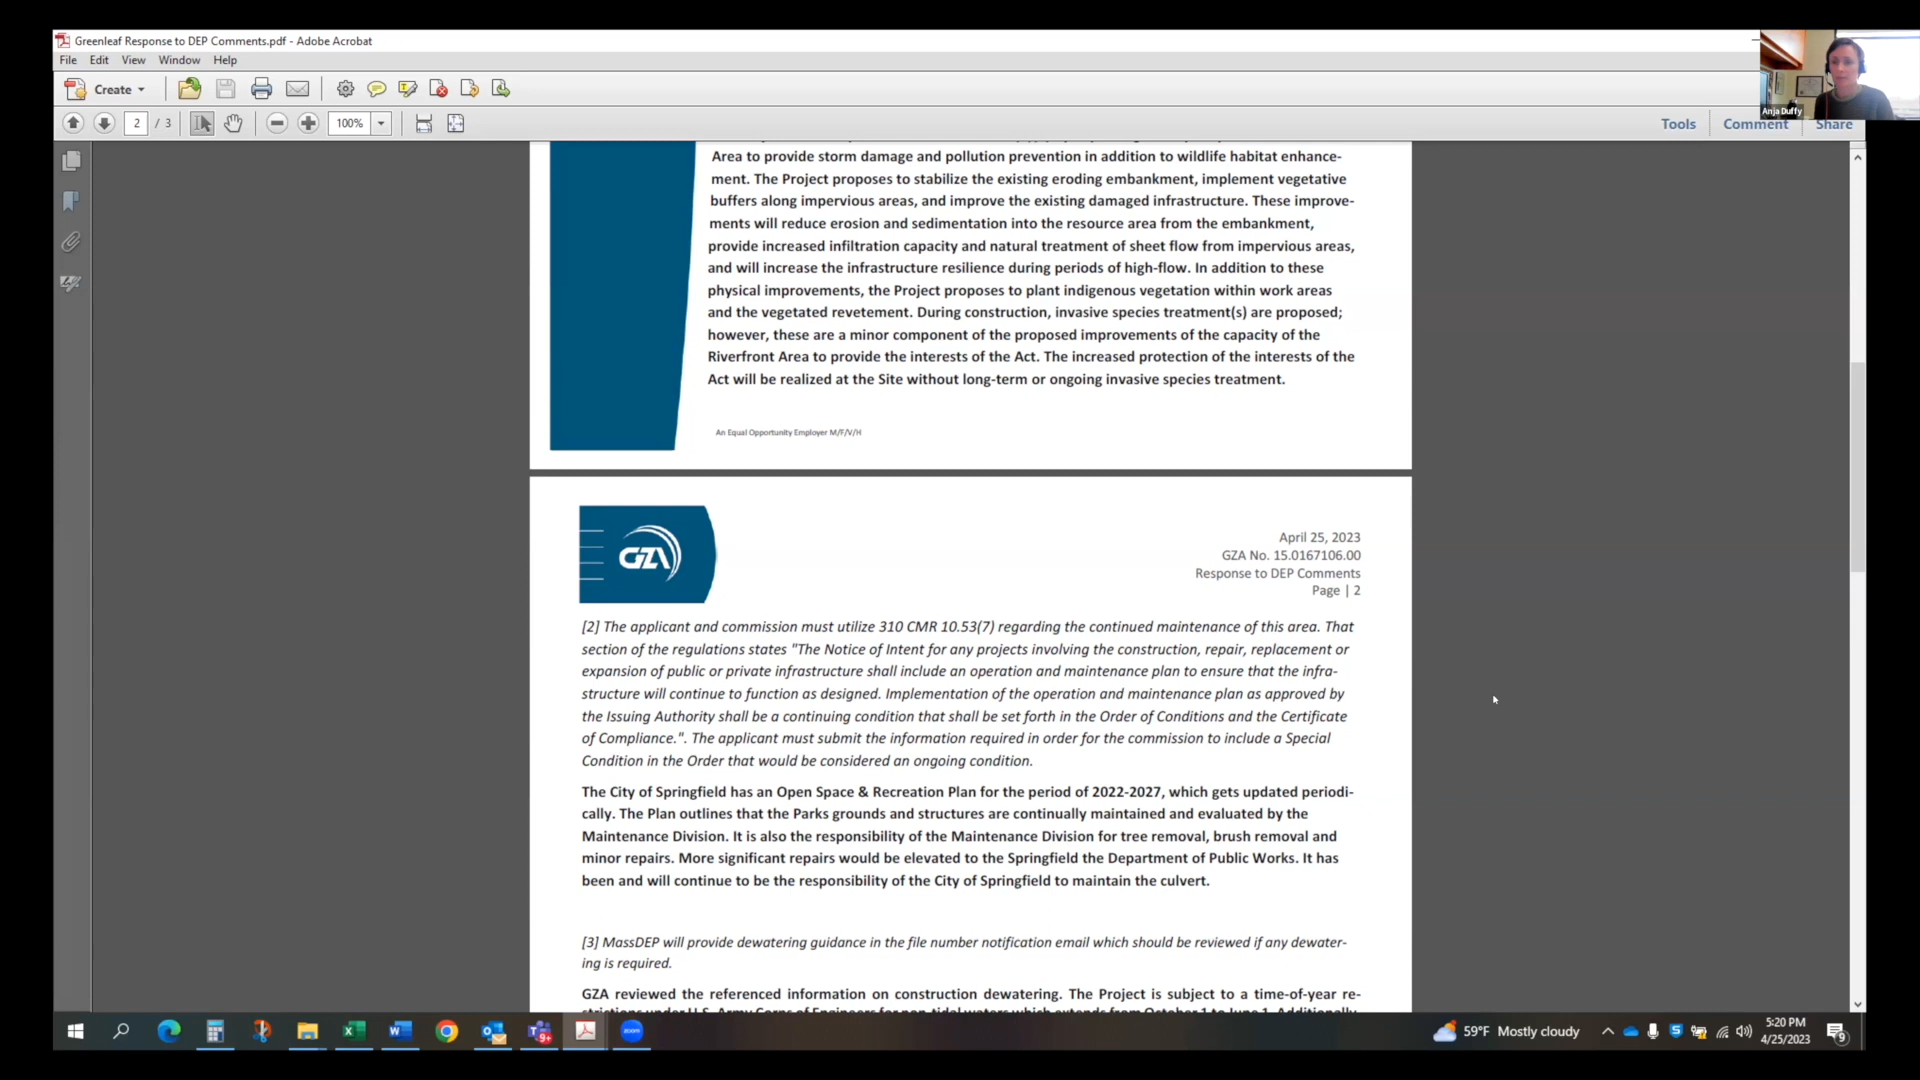 Greenleaf Response to DEP Comments.pdf - Adobe Acrobat
File Edit View Window Help
Create
2 / 3 100%
Tools Comment Share
Anja Duffy
Area to provide storm damage and pollution prevention in addition to wildlife habitat enhance-
ment. The Project proposes to stabilize the existing eroding embankment, implement vegetative
buffers along impervious areas, and improve the existing damaged infrastructure. These improve-
ments will reduce erosion and sedimentation into the resource area from the embankment,
provide increased infiltration capacity and natural treatment of sheet flow from impervious areas,
and will increase the infrastructure resilience during periods of high-flow. In addition to these
physical improvements, the Project proposes to plant indigenous vegetation within work areas
and the vegetated revetement. During construction, invasive species treatment(s) are proposed;
however, these are a minor component of the proposed improvements of the capacity of the
Riverfront Area to provide the interests of the Act. The increased protection of the interests of the
Act will be realized at the Site without long-term or ongoing invasive species treatment.
An Equal Opportunity Employer M/F/V/H
GZA
April 25, 2023
GZA No. 15.0167106.00
Response to DEP Comments
Page | 2
[2] The applicant and commission must utilize 310 CMR 10.53(7) regarding the continued maintenance of this area. That
section of the regulations states "The Notice of Intent for any projects involving the construction, repair, replacement or
expansion of public or private infrastructure shall include an operation and maintenance plan to ensure that the infra-
structure will continue to function as designed. Implementation of the operation and maintenance plan as approved by
the Issuing Authority shall be a continuing condition that shall be set forth in the Order of Conditions and the Certificate
of Compliance.". The applicant must submit the information required in order for the commission to include a Special
Condition in the Order that would be considered an ongoing condition.
The City of Springfield has an Open Space & Recreation Plan for the period of 2022-2027, which gets updated periodi-
cally. The Plan outlines that the Parks grounds and structures are continually maintained and evaluated by the
Maintenance Division. It is also the responsibility of the Maintenance Division for tree removal, brush removal and
minor repairs. More significant repairs would be elevated to the Springfield the Department of Public Works. It has
been and will continue to be the responsibility of the City of Springfield to maintain the culvert.
[3] MassDEP will provide dewatering guidance in the file number notification email which should be reviewed if any dewater-
ing is required.
GZA reviewed the referenced information on construction dewatering. The Project is subject to a time-of-year re-
strictions under U.S. Army Corps of Engineers for non-tidal waters which extends from October 1 to June 1. Additionally,
59°F Mostly cloudy
5:20 PM
4/25/2023